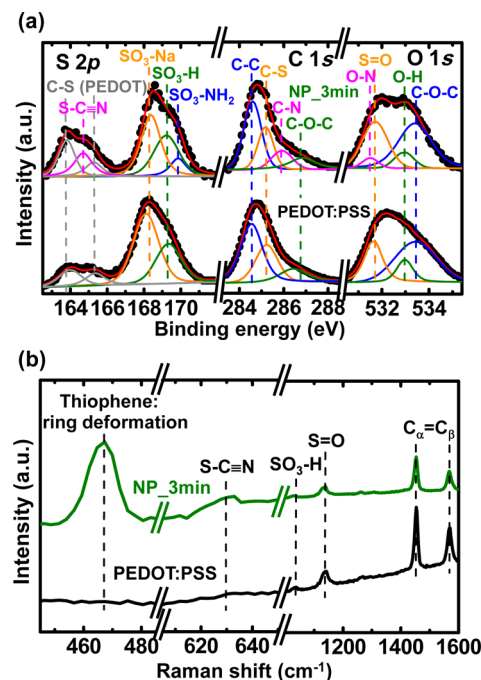 (a)
S 2p
SO₃-Na
C 1s
O 1s
SO₃-H
C-C
S=O
C-S (PEDOT)
SO₃-NH₂
C-S
NP_3min
O-N
O-H
S-C≡N
C-N
C-O-C
C-O-C
PEDOT:PSS
Intensity (a.u.)
164 168 170 284 286 288 532 534
Binding energy (eV)
(b)
Thiophene:
ring deformation
Cα=Cβ
S=O
S-C≡N
SO₃-H
NP_3min
PEDOT:PSS
Intensity (a.u.)
460 480 620 640 1200 1400 1600
Raman shift (cm⁻¹)